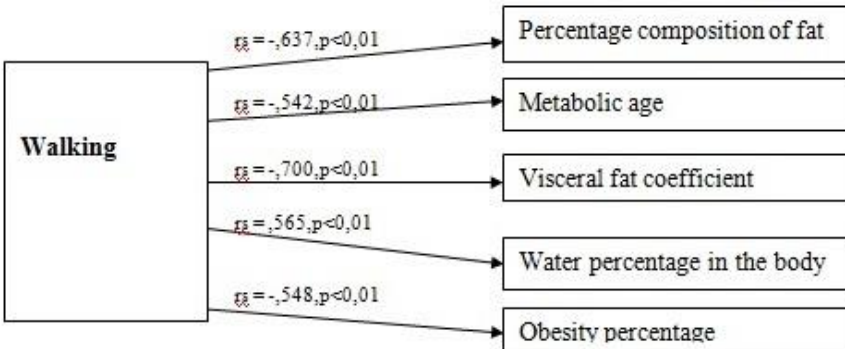 rs=-,637,p<0,01
Percentage composition of fat
rs=-,542,p<0,01
Metabolic age
Walking
rs=-,700,p<0,01
Visceral fat coefficient
rs=,565,p<0,01
Water percentage in the body
rs=-,548,p<0,01
Obesity percentage